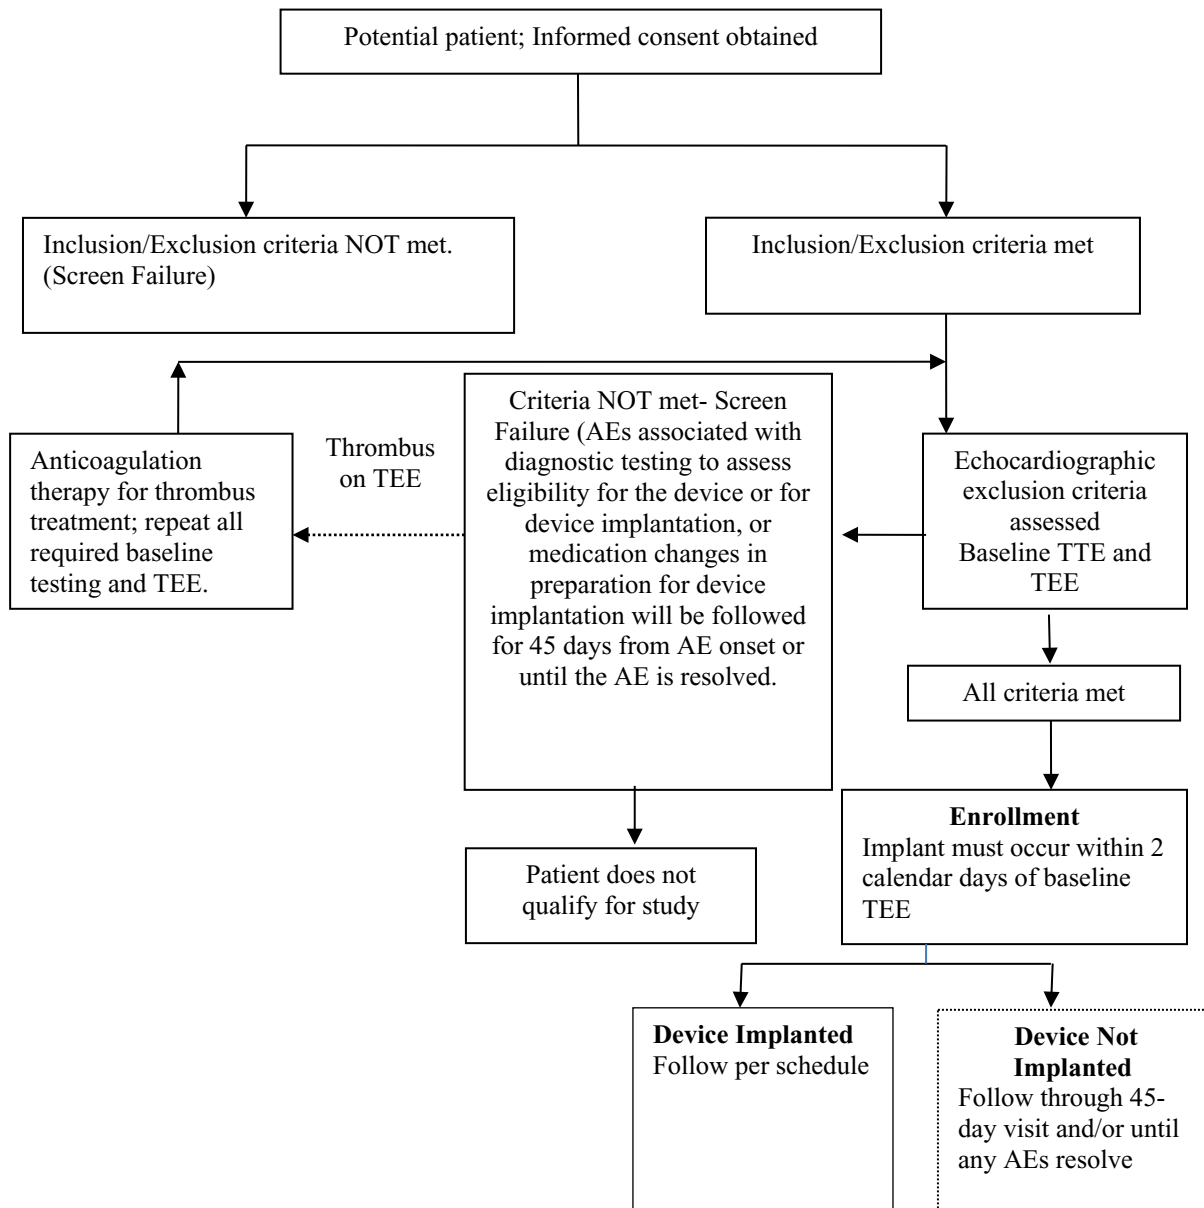 Potential patient; Informed consent obtained
Inclusion/Exclusion criteria NOT met.
(Screen Failure)
Inclusion/Exclusion criteria met
Anticoagulation
therapy for thrombus
treatment; repeat all
required baseline
testing and TEE.
Thrombus
on TEE
Criteria NOT met- Screen
Failure (AEs associated with
diagnostic testing to assess
eligibility for the device or for
device implantation, or
medication changes in
preparation for device
implantation will be followed
for 45 days from AE onset or
until the AE is resolved.
Echocardiographic
exclusion criteria
assessed
Baseline TTE and
TEE
All criteria met
Patient does not
qualify for study
Enrollment
Implant must occur within 2
calendar days of baseline
TEE
Device Implanted
Follow per schedule
Device Not
Implanted
Follow through 45-
day visit and/or until
any AEs resolve